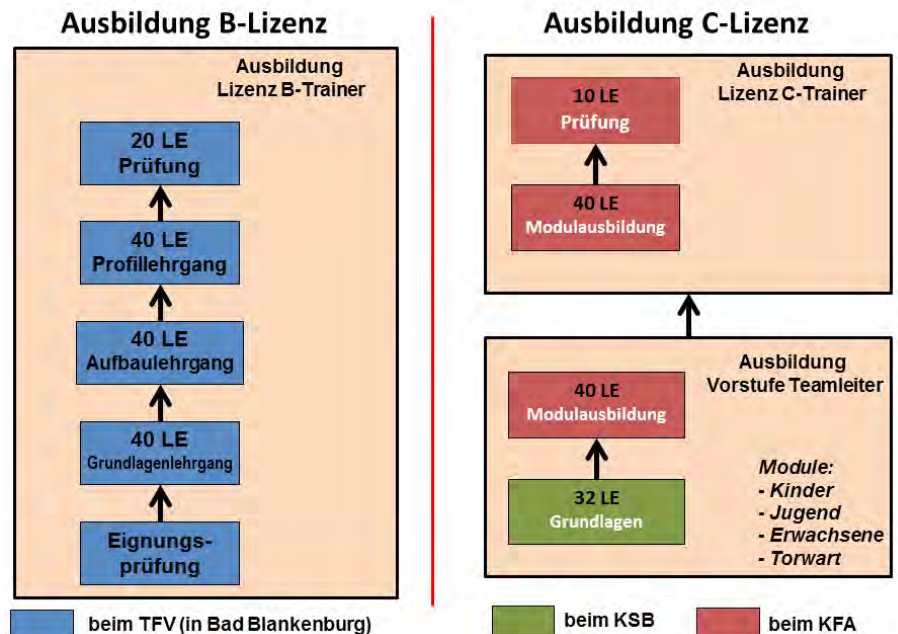 Ausbildung B-Lizenz
Ausbildung
Lizenz B-Trainer
20 LE
Prüfung
40 LE
Profillehrgang
40 LE
Aufbaulehrgang
40 LE
Grundlagenlehrgang
Eignungs-
prüfung
beim TFV (in Bad Blankenburg)
Ausbildung C-Lizenz
Ausbildung
Lizenz C-Trainer
10 LE
Prüfung
40 LE
Modulausbildung
Ausbildung
Vorstufe Teamleiter
40 LE
Modulausbildung
32 LE
Grundlagen
Module:
- Kinder
- Jugend
- Erwachsene
- Torwart
beim KSB
beim KFA